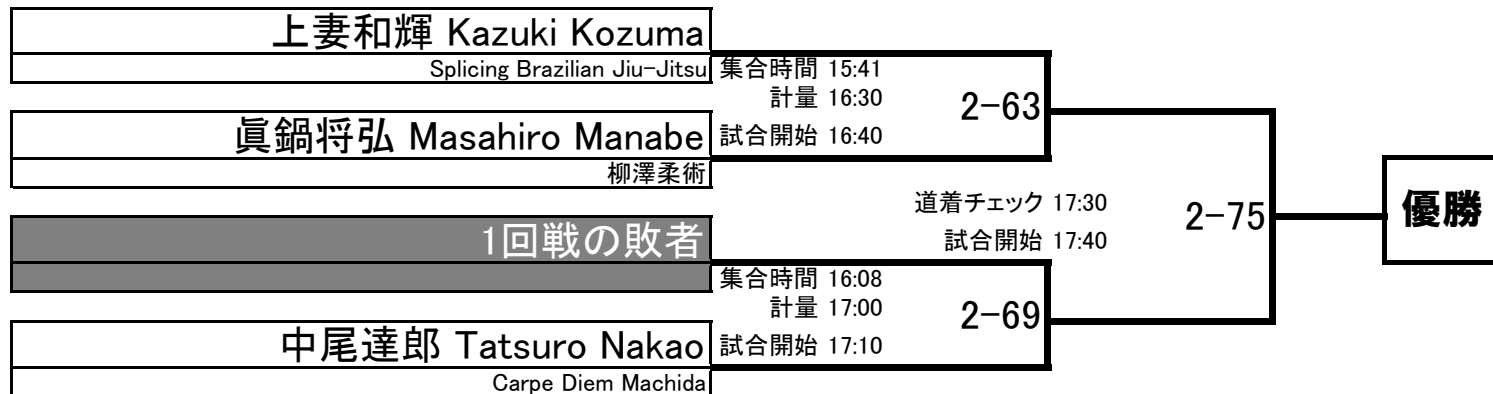 上妻和輝 Kazuki Kozuma
Splicing Brazilian Jiu-Jitsu
集合時間 15:41
計量 16:30
2-63
眞鍋将弘 Masahiro Manabe
試合開始 16:40
柳澤柔術
道着チェック 17:30
2-75
優勝
試合開始 17:40
1回戦の敗者
集合時間 16:08
計量 17:00
2-69
中尾達郎 Tatsuro Nakao
試合開始 17:10
Carpe Diem Machida